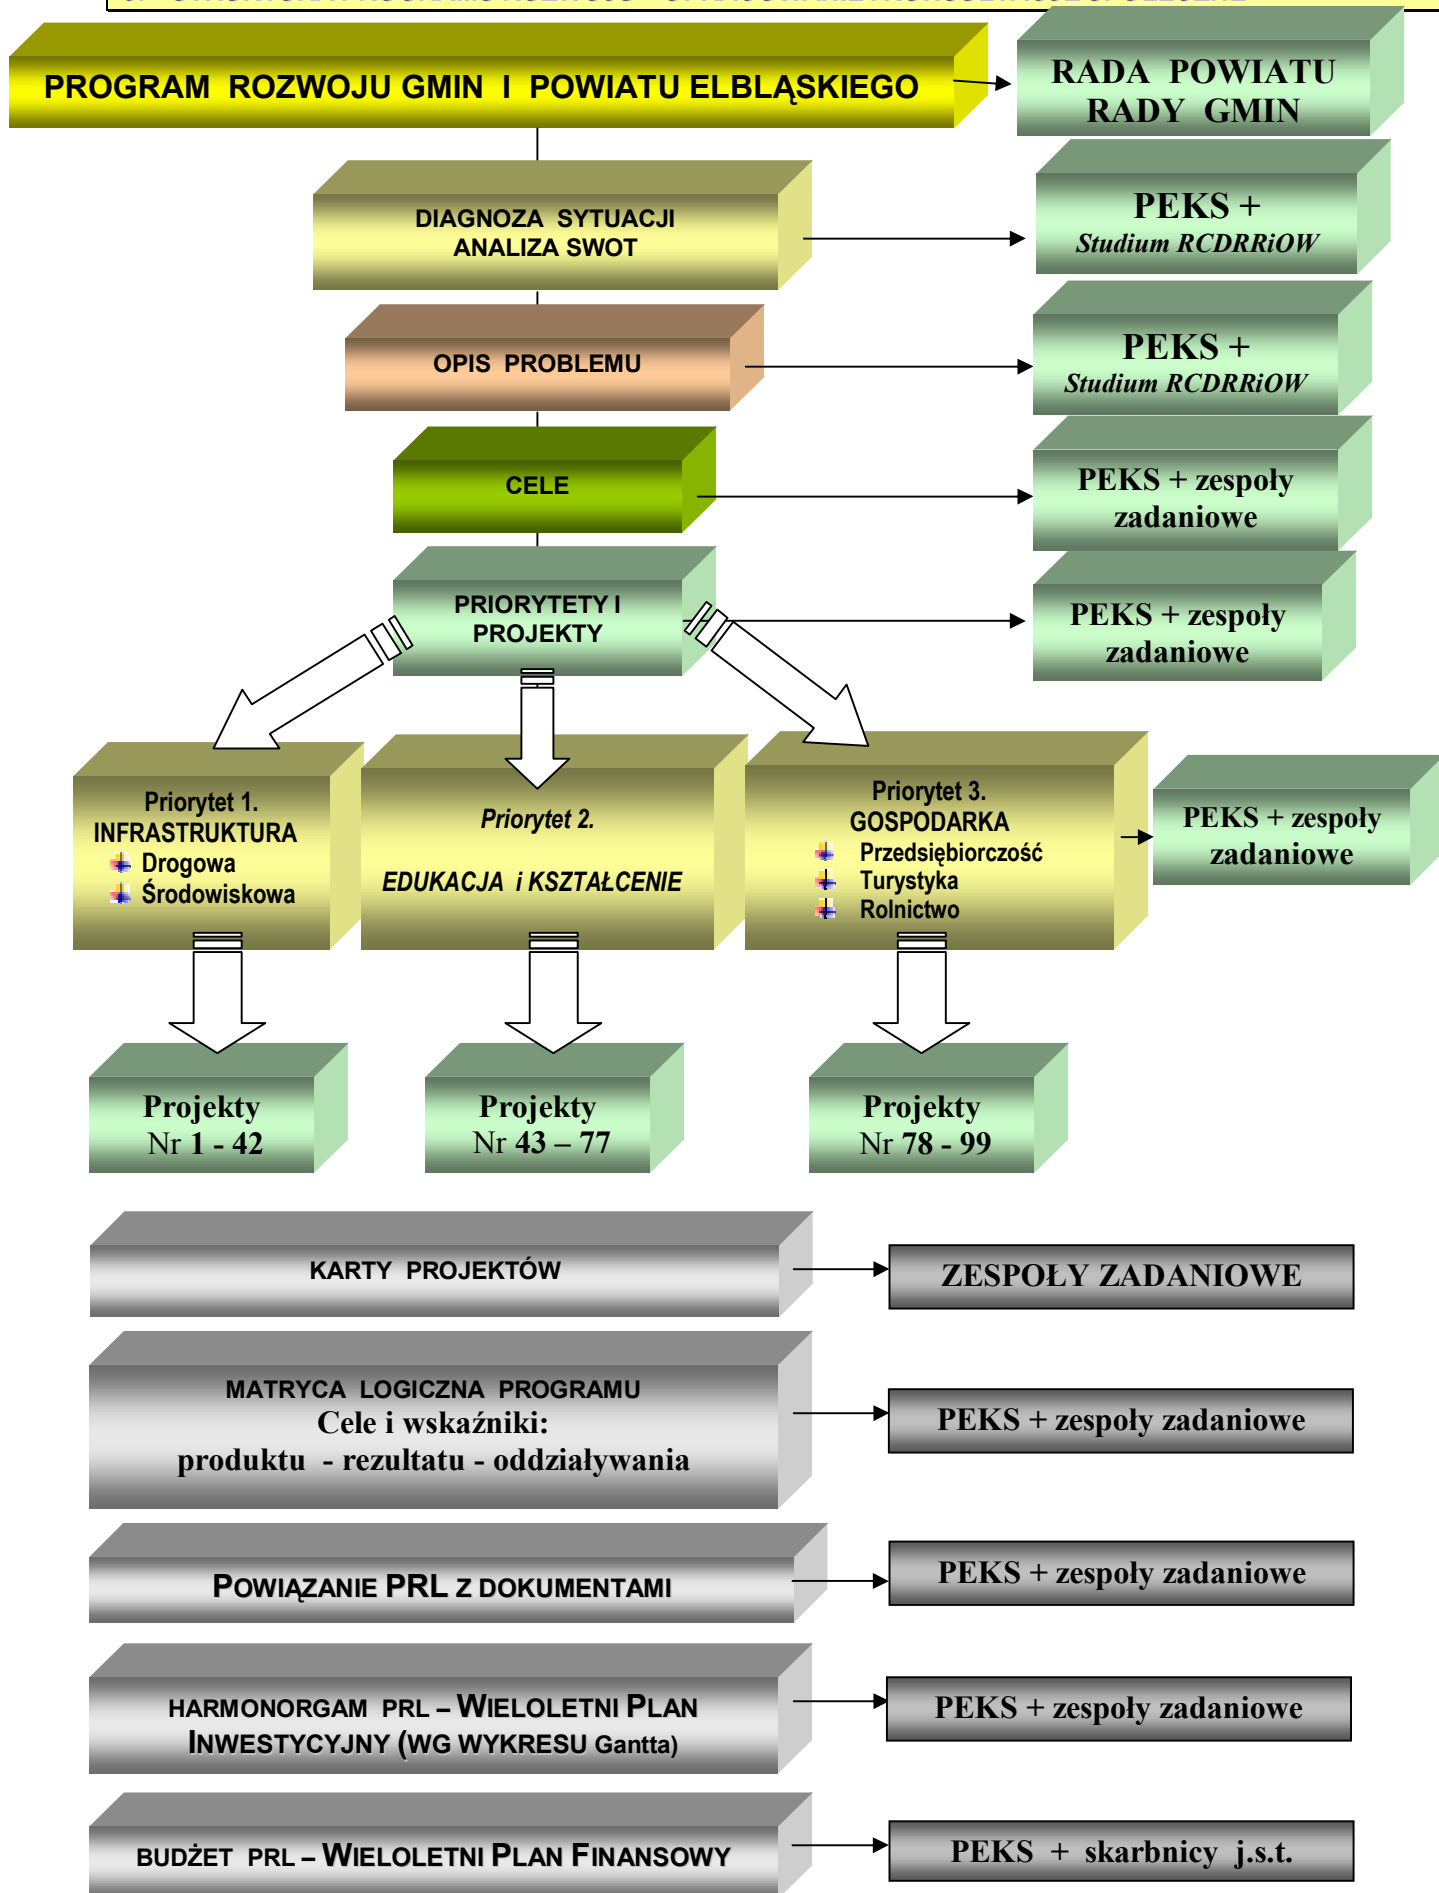 PROGRAM ROZWOJU GMIN I POWIATU ELBLĄSKIEGO
RADA POWIATU
RADY GMIN
DIAGNOZA SYTUACJI
ANALIZA SWOT
PEKS +
Studium RCDRRiOW
OPIS PROBLEMU
PEKS +
Studium RCDRRiOW
CELE
PEKS + zespoły
zadaniowe
PRIORYTETY I
PROJEKTY
PEKS + zespoły
zadaniowe
Priorytet 1.
INFRASTRUKTURA
Drogowa
Środowiskowa
Priorytet 2.
EDUKACJA i KSZTAŁCENIE
Priorytet 3.
GOSPODARKA
Przedsiębiorczość
Turystyka
Rolnictwo
PEKS + zespoły
zadaniowe
Projekty
Nr 1 - 42
Projekty
Nr 43 – 77
Projekty
Nr 78 - 99
KARTY PROJEKTÓW
ZESPOŁY ZADANIOWE
MATRYCA LOGICZNA PROGRAMU
Cele i wskaźniki:
produktu - rezultatu - oddziaływania
PEKS + zespoły zadaniowe
POWIĄZANIE PRL Z DOKUMENTAMI
PEKS + zespoły zadaniowe
HARMONORGAM PRL – WIELOLETNI PLAN
INWESTYCYJNY (WG WYKRESU Gantta)
PEKS + zespoły zadaniowe
BUDŻET PRL – WIELOLETNI PLAN FINANSOWY
PEKS + skarbnicy j.s.t.